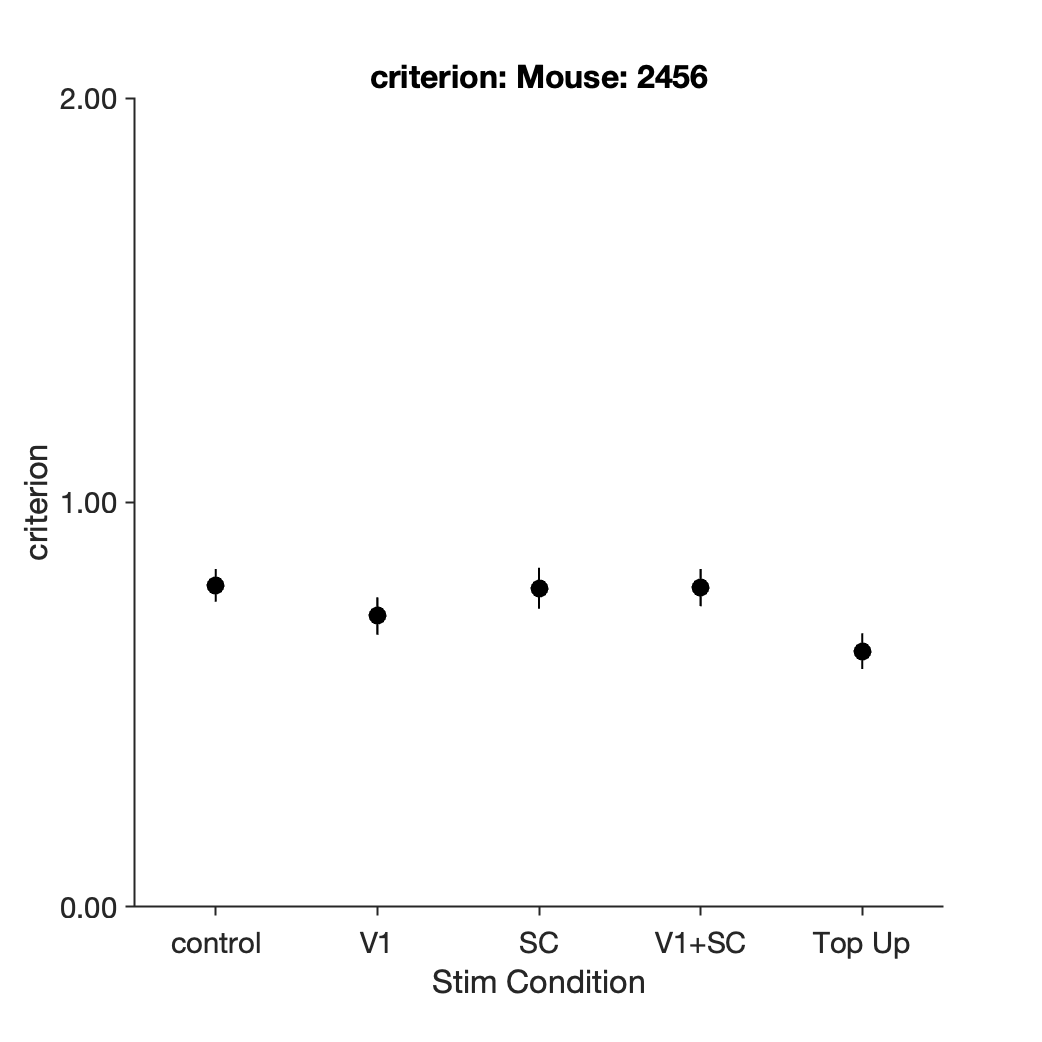 criterion: Mouse: 2456
2.00
1.00
0.00
criterion
control V1 SC V1+SC Top Up
Stim Condition